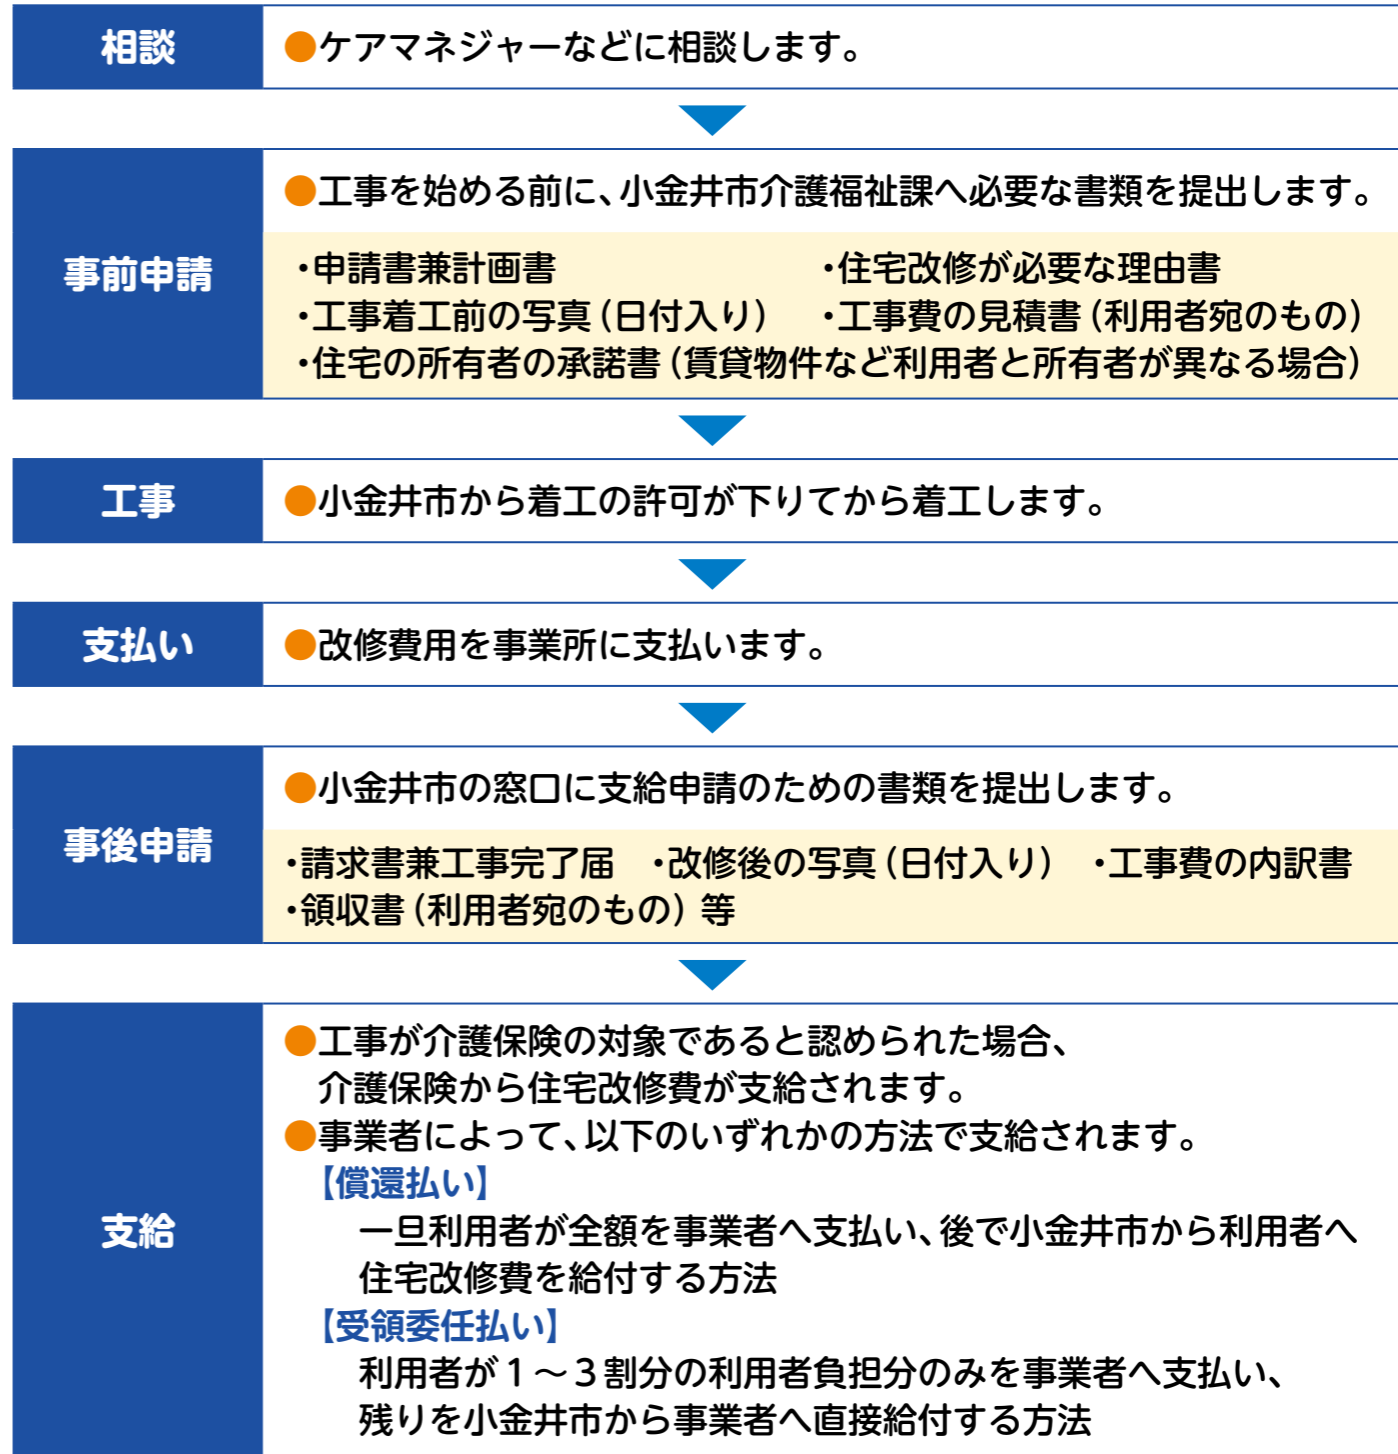 相談
●ケアマネジャーなどに相談します。
事前申請
●工事を始める前に、小金井市介護福祉課へ必要な書類を提出します。
・申請書兼計画書　・住宅改修が必要な理由書
・工事着工前の写真（日付入り）　・工事費の見積書（利用者宛のもの）
・住宅の所有者の承諾書（賃貸物件など利用者と所有者が異なる場合）
工事
●小金井市から着工の許可が下りてから着工します。
支払い
●改修費用を事業所に支払います。
事後申請
●小金井市の窓口に支給申請のための書類を提出します。
・請求書兼工事完了届　・改修後の写真（日付入り）　・工事費の内訳書
・領収書（利用者宛のもの）等
支給
●工事が介護保険の対象であると認められた場合、
介護保険から住宅改修費が支給されます。
●事業者によって、以下のいずれかの方法で支給されます。
【償還払い】
一旦利用者が全額を事業者へ支払い、後で小金井市から利用者へ
住宅改修費を給付する方法
【受領委任払い】
利用者が１～３割分の利用者負担分のみを事業者へ支払い、
残りを小金井市から事業者へ直接給付する方法